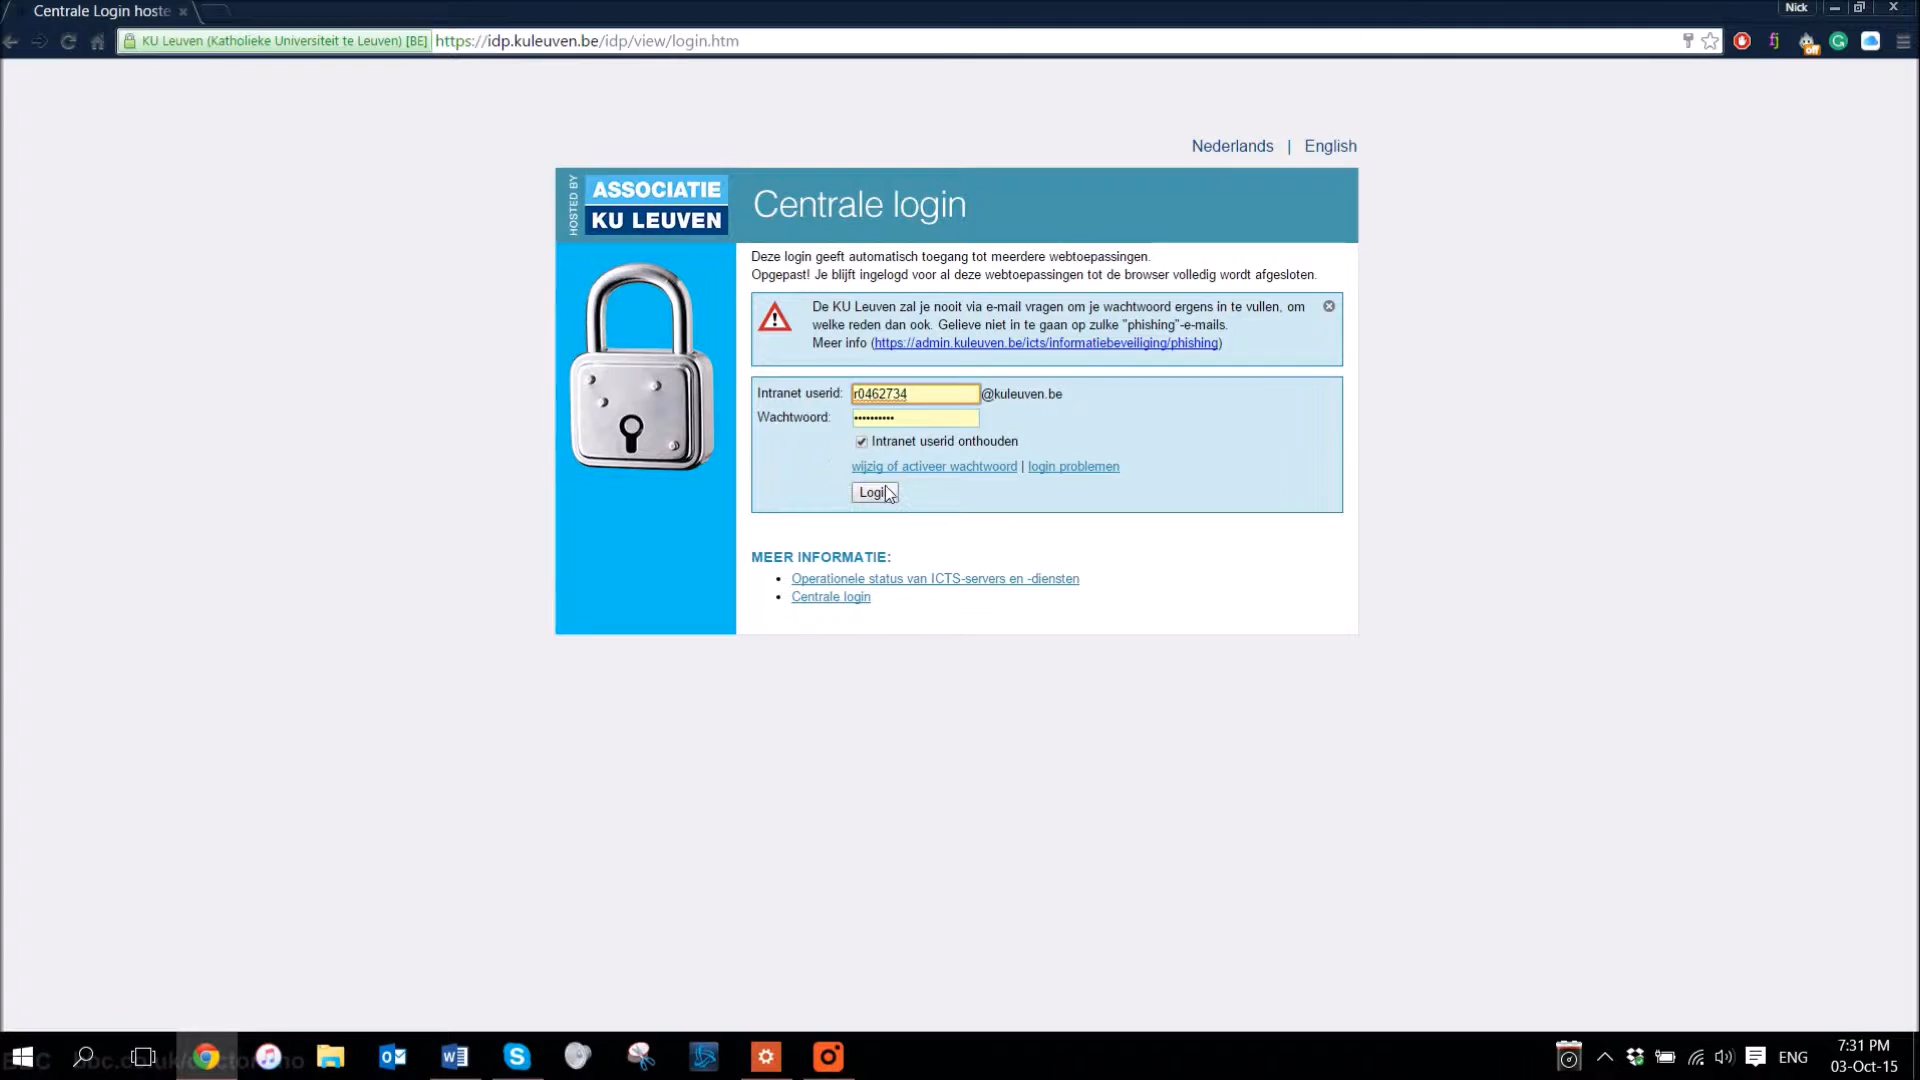 Centrale Login hoste
Nick
KU Leuven (Katholieke Universiteit te Leuven) [BE]
https://idp.kuleuven.be/idp/view/login.htm
off
Nederlands | English
HOSTED BY
ASSOCIATIE
KU LEUVEN
Centrale login
Deze login geeft automatisch toegang tot meerdere webtoepassingen.
Opgepast! Je blijft ingelogd voor al deze webtoepassingen tot de browser volledig wordt afgesloten.
De KU Leuven zal je nooit via e-mail vragen om je wachtwoord ergens in te vullen, om
welke reden dan ook. Gelieve niet in te gaan op zulke "phishing"-e-mails.
Meer info (https://admin.kuleuven.be/icts/informatiebeveiliging/phishing)
Intranet userid: r0462734 @kuleuven.be
Wachtwoord: ••••••••••
Intranet userid onthouden
wijzig of activeer wachtwoord | login problemen
Login
MEER INFORMATIE:
• Operationele status van ICTS-servers en -diensten
• Centrale login
ENG
7:31 PM
03-Oct-15